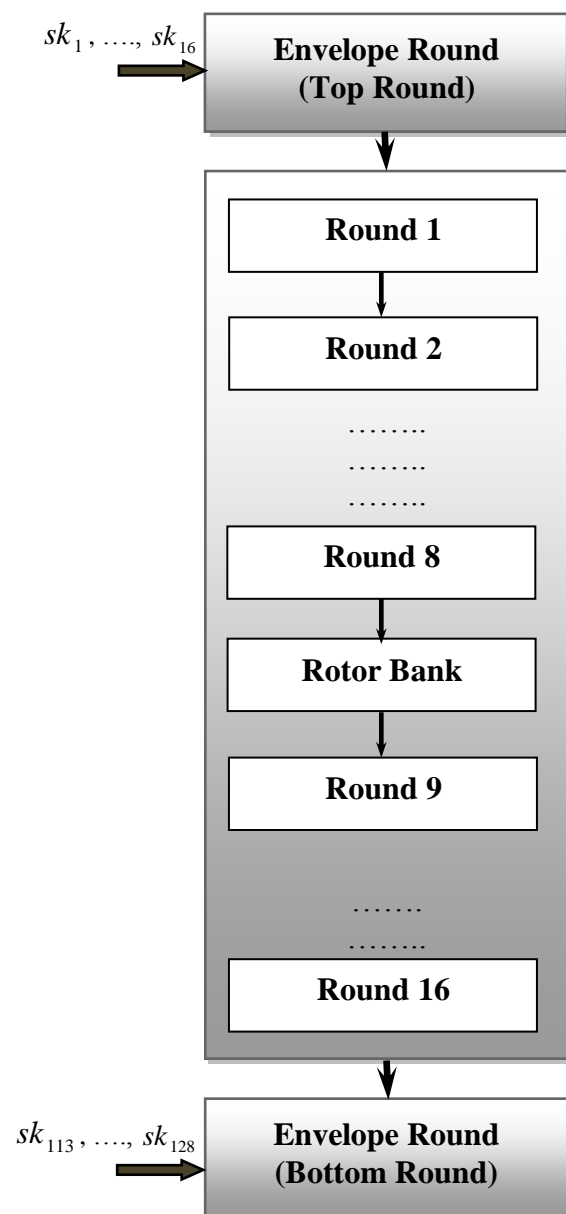 sk₁ , …., sk₁₆
Envelope Round
(Top Round)
Round 1
Round 2
……..
……..
……..
Round 8
Rotor Bank
Round 9
…….
……..
Round 16
sk₁₁₃ , …., sk₁₂₈
Envelope Round
(Bottom Round)